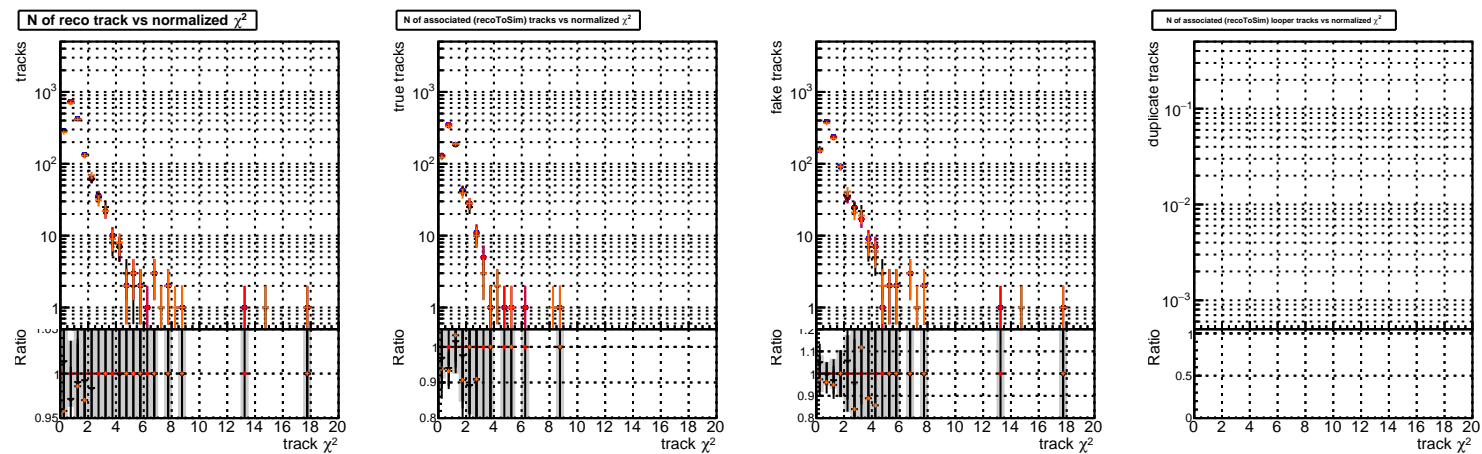 N of reco track vs normalized χ²
tracks
10³
10²
10
1
Ratio
1.05
1
0.95
0 2 4 6 8 10 12 14 16 18 20
track χ²
N of associated (recoToSim) tracks vs normalized χ²
true tracks
10³
10²
10
1
Ratio
1
0.9
0.8
0 2 4 6 8 10 12 14 16 18 20
track χ²
fake tracks
10³
10²
10
1
Ratio
1.2
1.1
1
0.9
0.8
0 2 4 6 8 10 12 14 16 18 20
track χ²
N of associated (recoToSim) looper tracks vs normalized χ²
duplicate tracks
10⁻¹
10⁻²
10⁻³
Ratio
1
0.5
0
0 2 4 6 8 10 12 14 16 18 20
track χ²